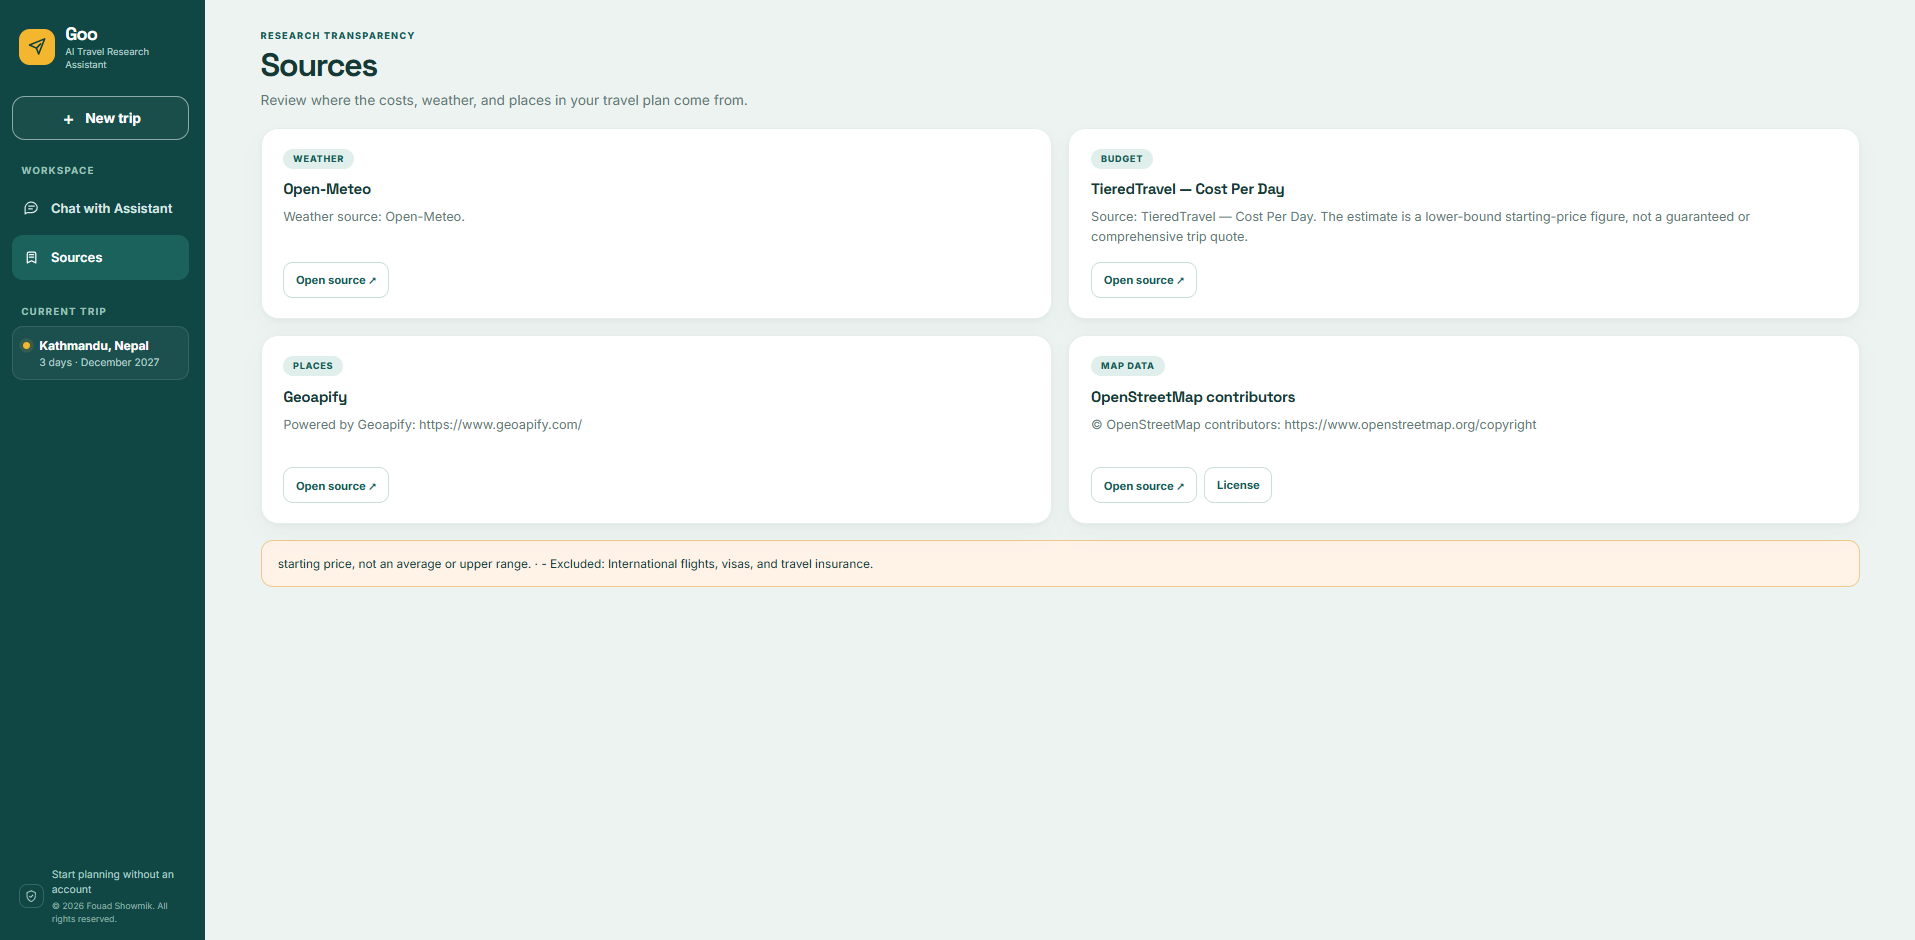 Goo
AI Travel Research
Assistant
+ New trip
WORKSPACE
Chat with Assistant
Sources
CURRENT TRIP
Kathmandu, Nepal
3 days · December 2027
Start planning without an
account
© 2026 Fouad Showmik. All
rights reserved.
RESEARCH TRANSPARENCY
Sources
Review where the costs, weather, and places in your travel plan come from.
WEATHER
Open-Meteo
Weather source: Open-Meteo.
Open source ↗
BUDGET
TieredTravel — Cost Per Day
Source: TieredTravel — Cost Per Day. The estimate is a lower-bound starting-price figure, not a guaranteed or
comprehensive trip quote.
Open source ↗
PLACES
Geoapify
Powered by Geoapify: https://www.geoapify.com/
Open source ↗
MAP DATA
OpenStreetMap contributors
© OpenStreetMap contributors: https://www.openstreetmap.org/copyright
Open source ↗ License
starting price, not an average or upper range. · - Excluded: International flights, visas, and travel insurance.